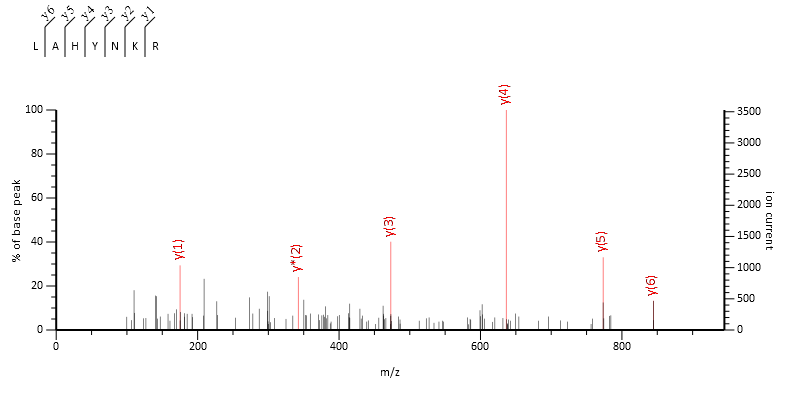 y6 y5 y4 y3 y2 y1
L A H Y N K R
y(4)
100
3500
3000
80
2500
60
2000
y(3)
y(5)
y(1)
40
1500
y*(2)
y(6)
1000
20
500
0
0
0 200 400 600 800
m/z
% of base peak
ion current